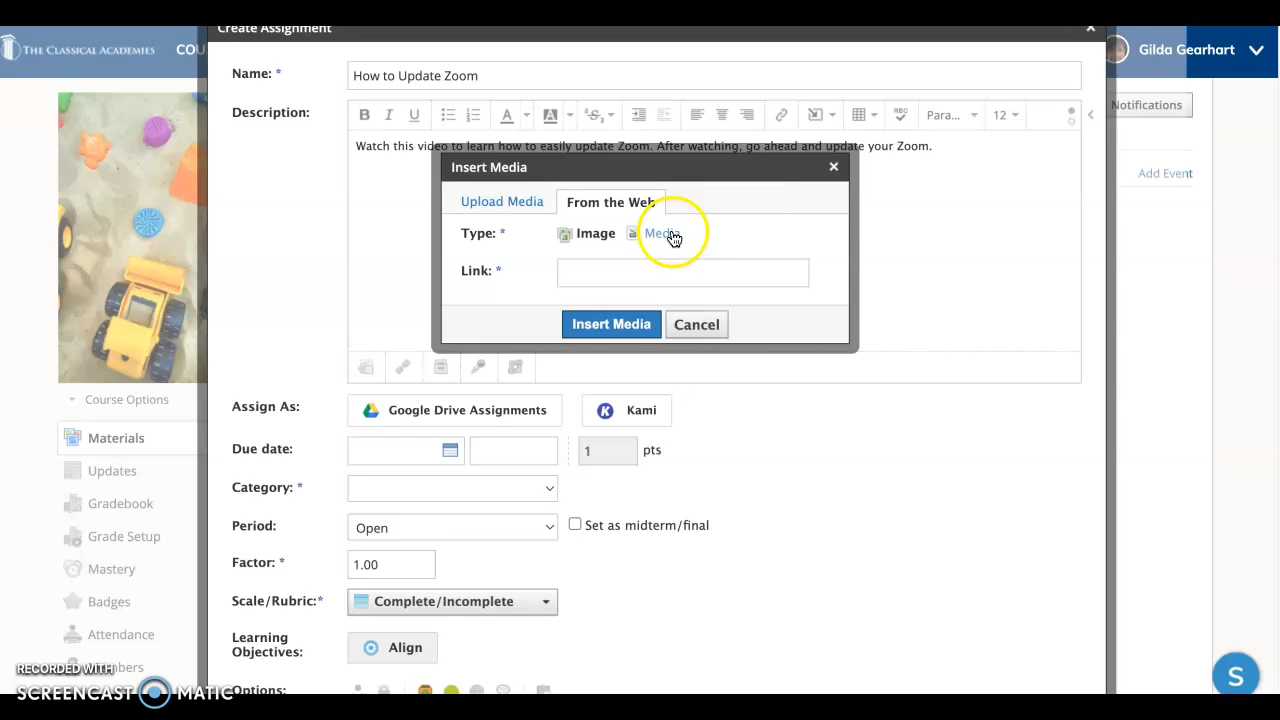 Create Assignment
THE CLASSICAL ACADEMIES
COU
Gilda Gearhart
Name: *
How to Update Zoom
Notifications
Description:
B I U
Para...
12
Watch this video to learn how to easily update Zoom. After watching, go ahead and update your Zoom.
Add Event
Insert Media
Upload Media
From the Web
Type: *
Image
Media
Link: *
Insert Media
Cancel
Course Options
Assign As:
Google Drive Assignments
K Kami
Materials
Due date:
1
pts
Updates
Category: *
Gradebook
Period:
Open
Set as midterm/final
Grade Setup
Factor: *
1.00
Mastery
Scale/Rubric:*
Complete/Incomplete
Badges
Attendance
Learning
Objectives:
Align
Members
Options:
RECORDED WITH
SCREENCAST MATIC
S